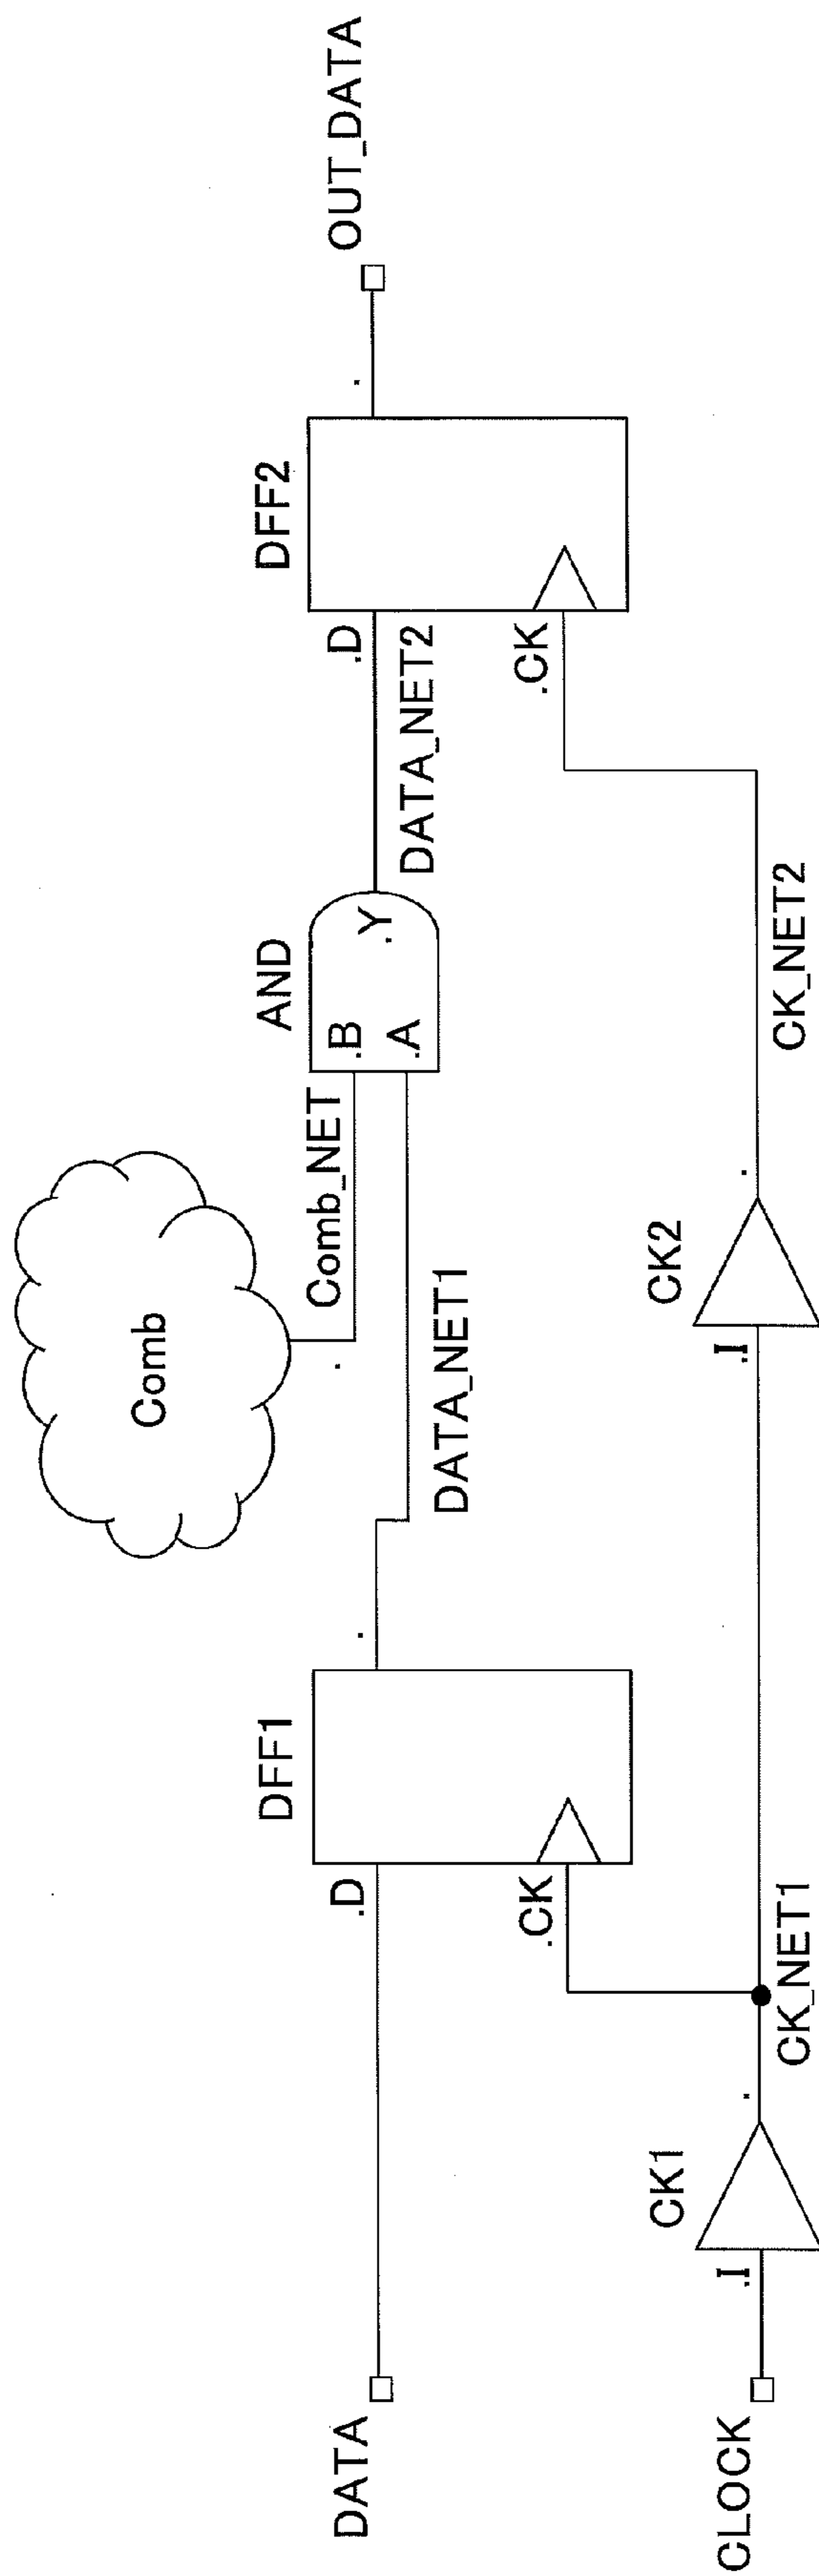 Comb
DATA
.D
DFF1
DATA_NET1
Comb_NET
AND
.B
.A
.Y
.D
DATA_NET2
DFF2
OUT_DATA
.CK
.CK
CLOCK
.I
CK1
CK_NET1
.I
CK2
CK_NET2